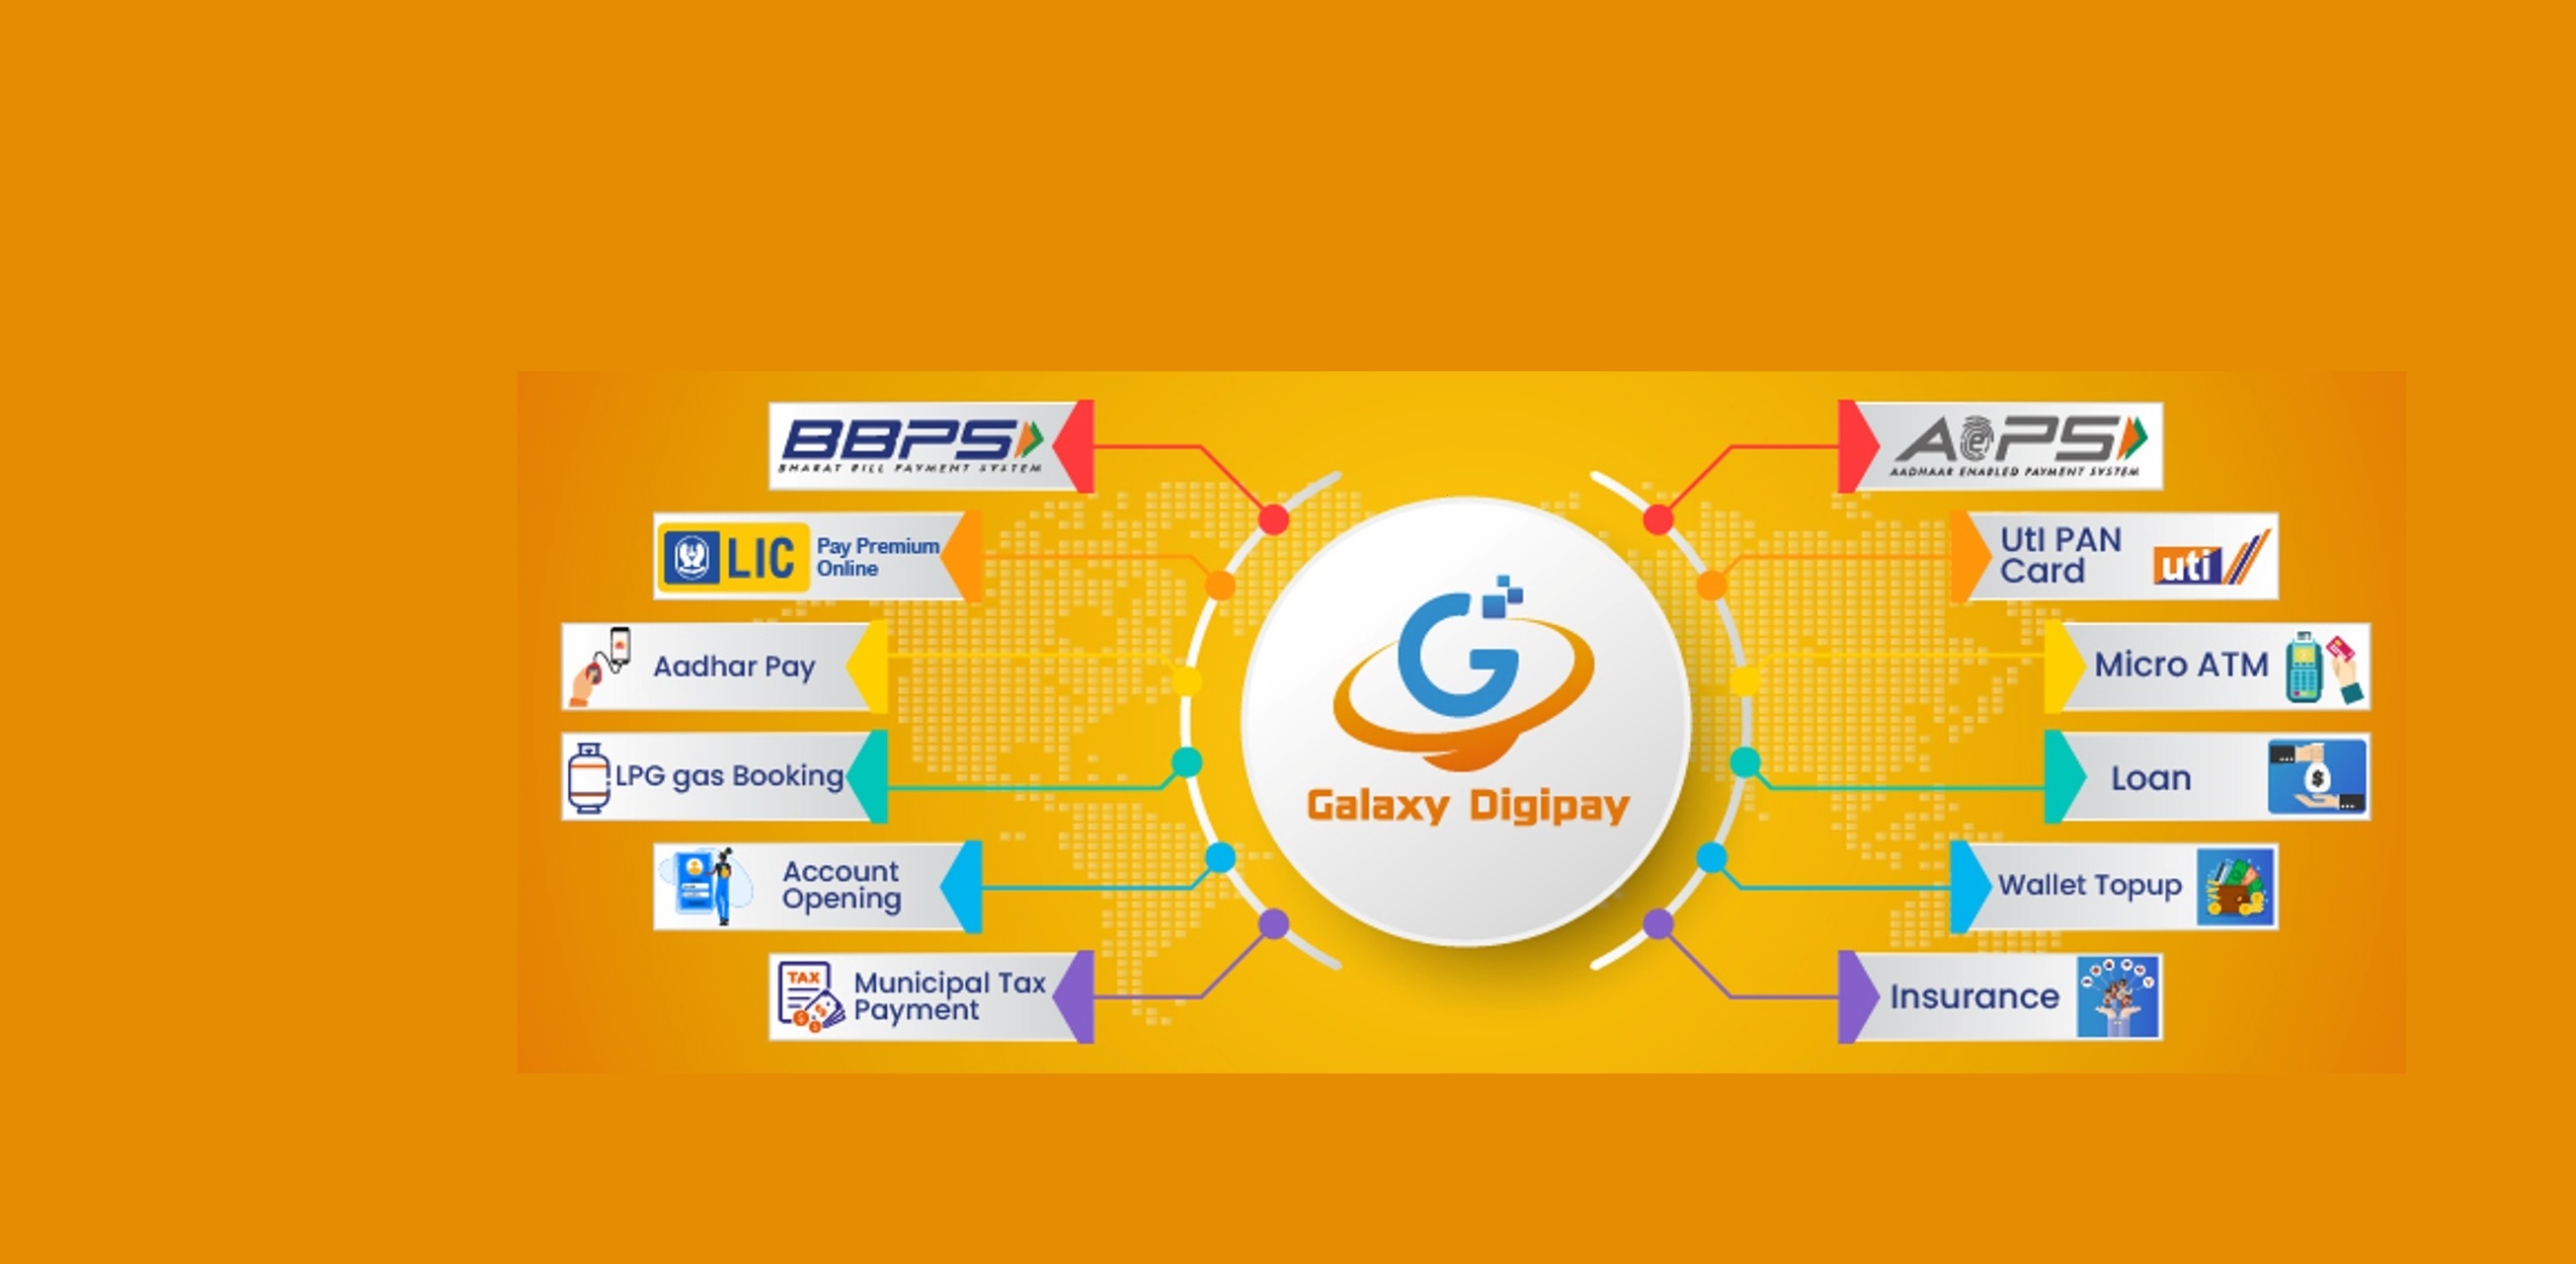 BBPS
BHARAT BILL PAYMENT SYSTEM
LIC
Pay Premium
Online
Aadhar Pay
LPG gas Booking
Account
Opening
TAX
Municipal Tax
Payment
G
Galaxy Digipay
AePS
AADHAAR ENABLED PAYMENT SYSTEM
UtI PAN
Card
uti
Micro ATM
Loan
$
Wallet Topup
Insurance